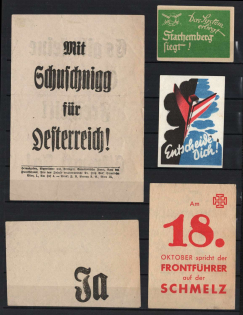 Mit
Schuschnigg
für
Oesterreich!
Starhemberg
siegt!
Entscheide
Dich!
Ja
Am
18.
OKTOBER spricht der
FRONTFÜHRER
auf der
SCHMELZ